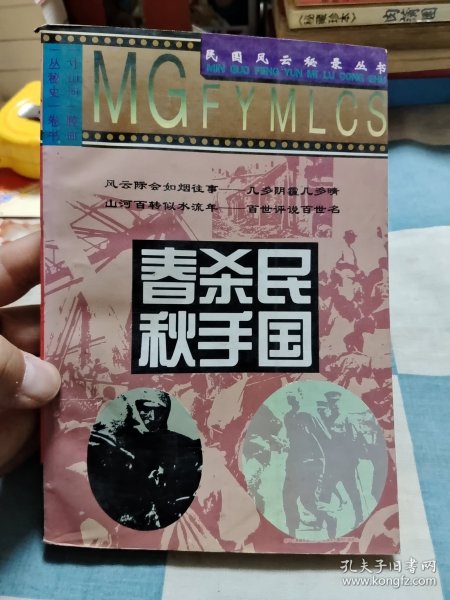 民国风云秘录丛书
MIN GUO FENG YUN MI LU CONG SHU
MG FYMLCS
风云际会如烟往事——几多阴霾几多晴
山河百转似水流年——百世评说百世名
春杀民
秋手国
孔夫子旧书网
www.kongfz.com